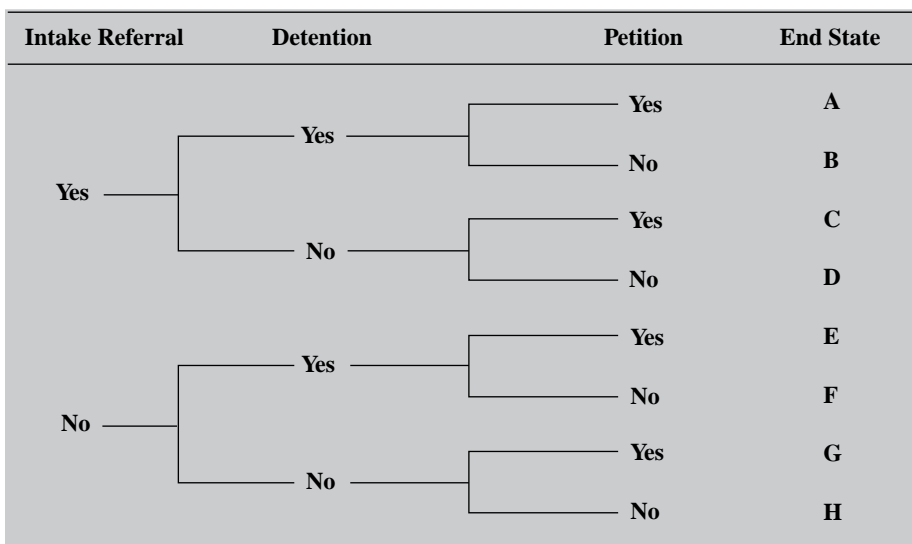 Intake Referral Detention Petition End State
Yes A
Yes
No B
Yes
Yes C
No
No D
Yes E
Yes
No F
No
Yes G
No
No H